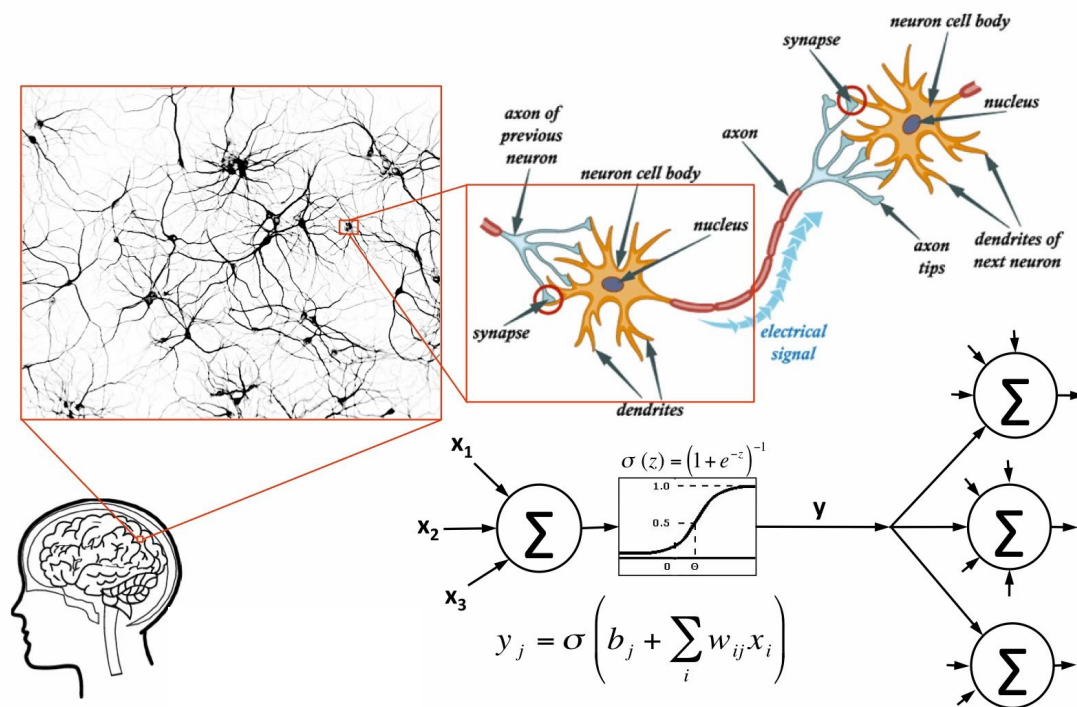 synapse
neuron cell body
nucleus
axon of
previous
neuron
axon
neuron cell body
nucleus
axon
tips
dendrites of
next neuron
synapse
electrical
signal
dendrites
x₁
x₂
x₃
Σ
σ (z) = (1 + e⁻ᶻ)⁻¹
1.0
0.5
0 Θ
y
Σ
Σ
Σ
y_j = σ ( b_j + ∑_i w_ij x_i )